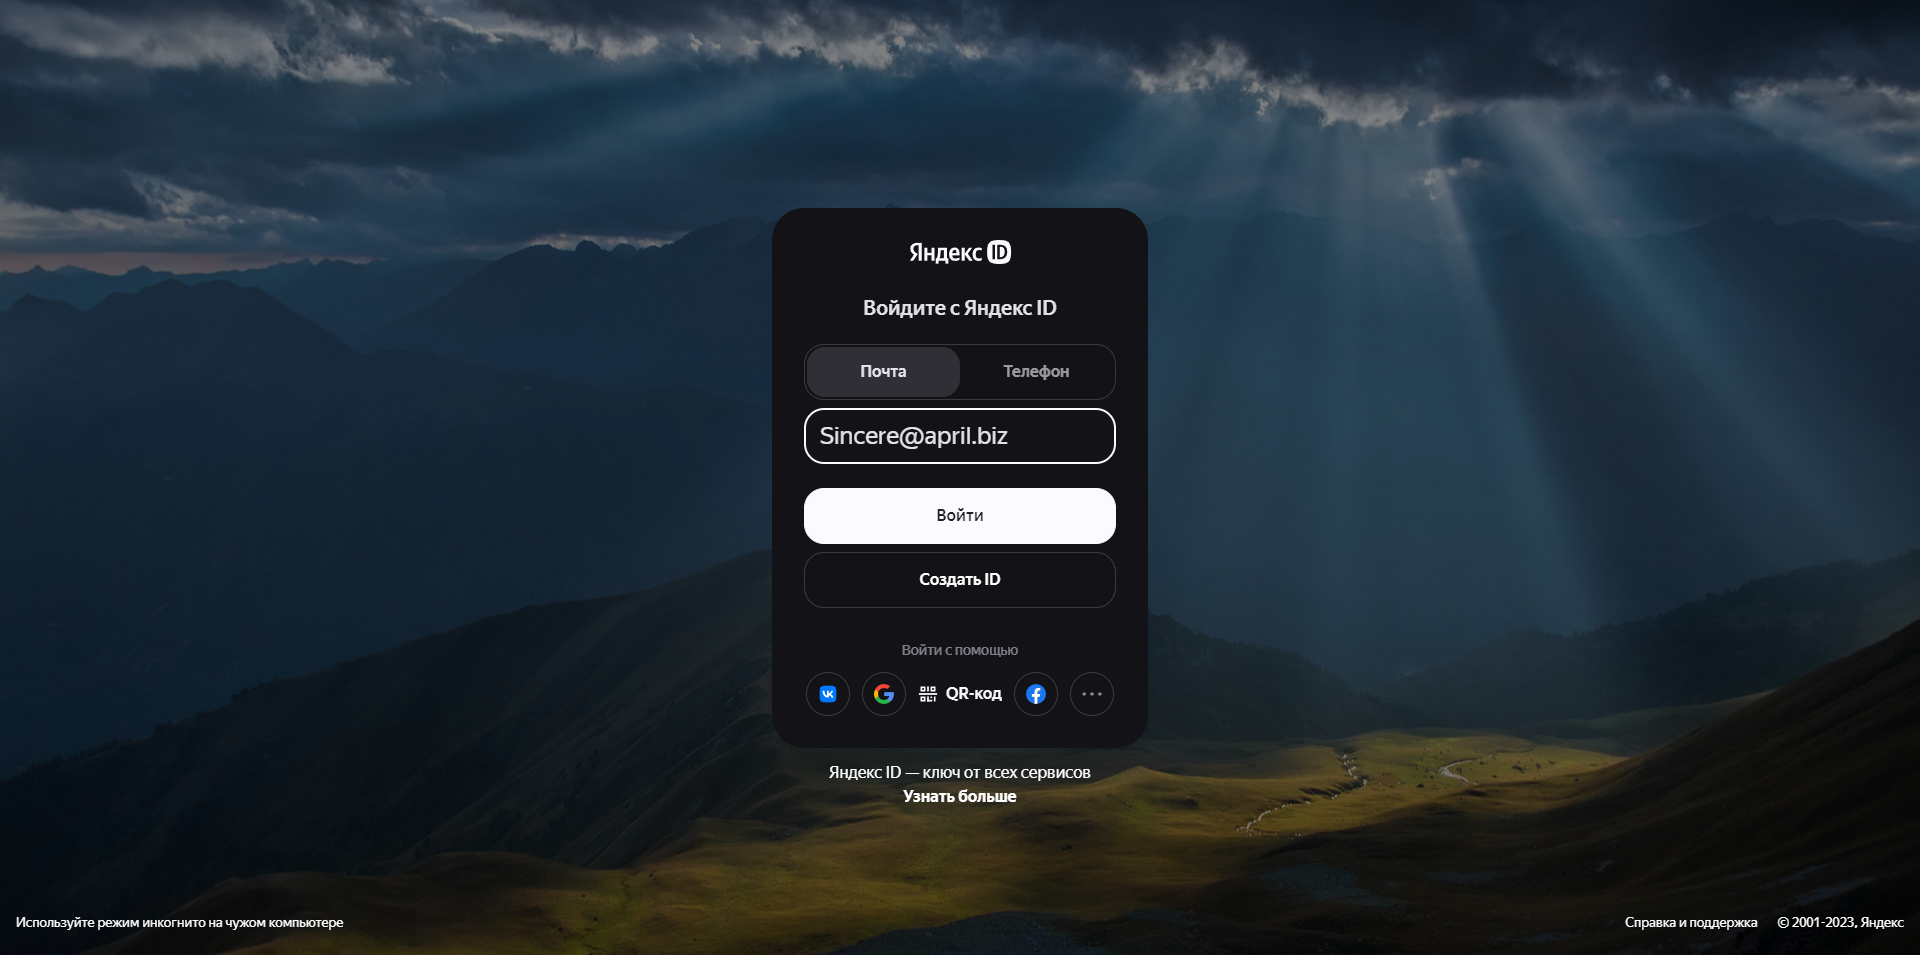 Яндекс ID
Войдите с Яндекс ID
Почта
Телефон
Sincere@april.biz
Войти
Создать ID
Войти с помощью
QR-код
Яндекс ID — ключ от всех сервисов
Узнать больше
Используйте режим инкогнито на чужом компьютере
Справка и поддержка
© 2001-2023, Яндекс